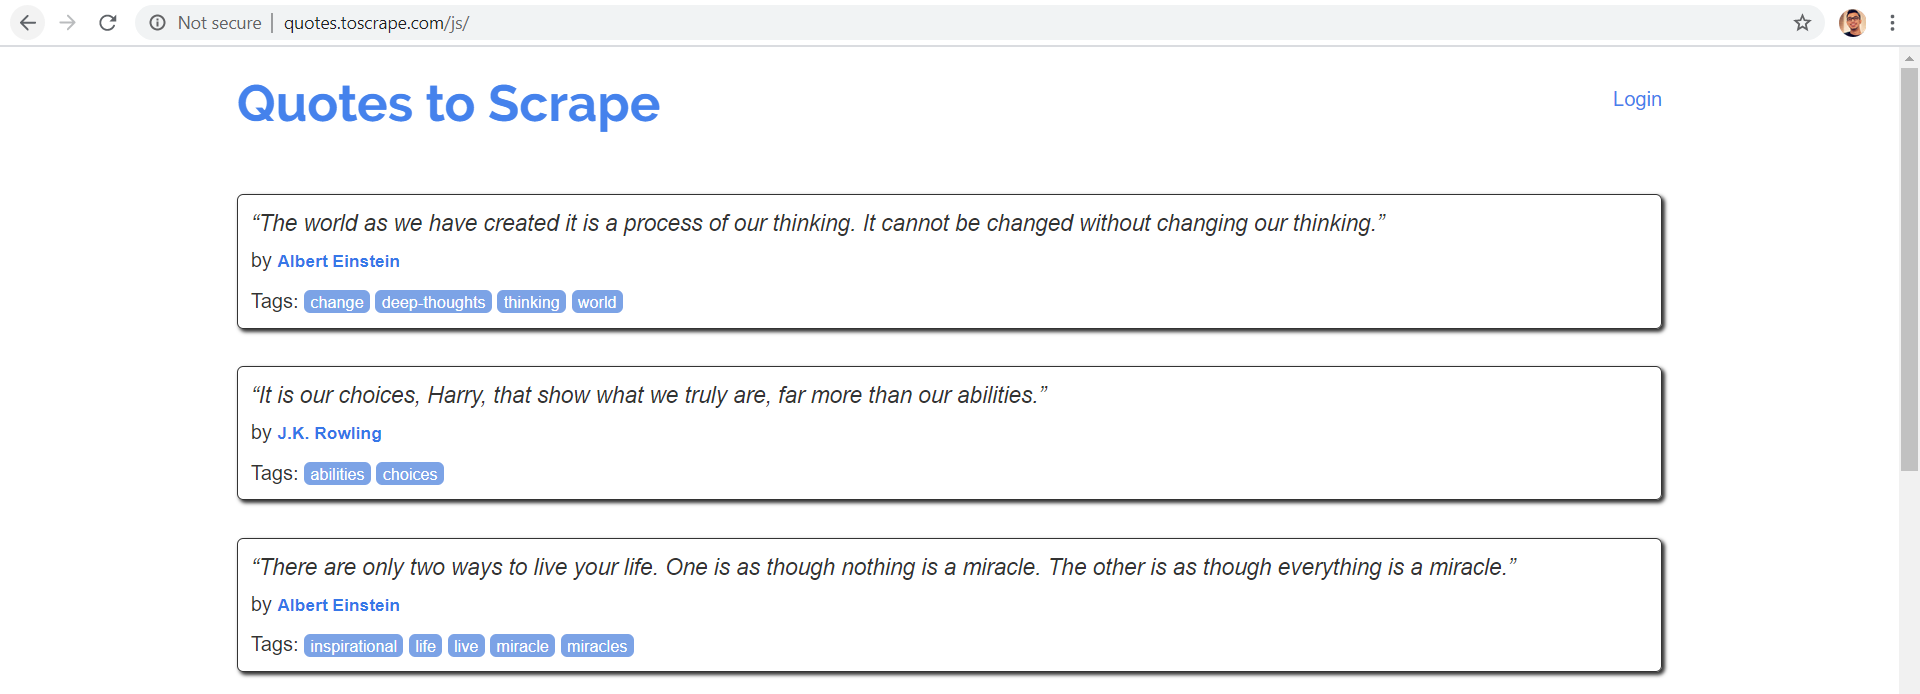 Not secure | quotes.toscrape.com/js/
Quotes to Scrape
Login
“The world as we have created it is a process of our thinking. It cannot be changed without changing our thinking.”
by Albert Einstein
Tags: change deep-thoughts thinking world
“It is our choices, Harry, that show what we truly are, far more than our abilities.”
by J.K. Rowling
Tags: abilities choices
“There are only two ways to live your life. One is as though nothing is a miracle. The other is as though everything is a miracle.”
by Albert Einstein
Tags: inspirational life live miracle miracles